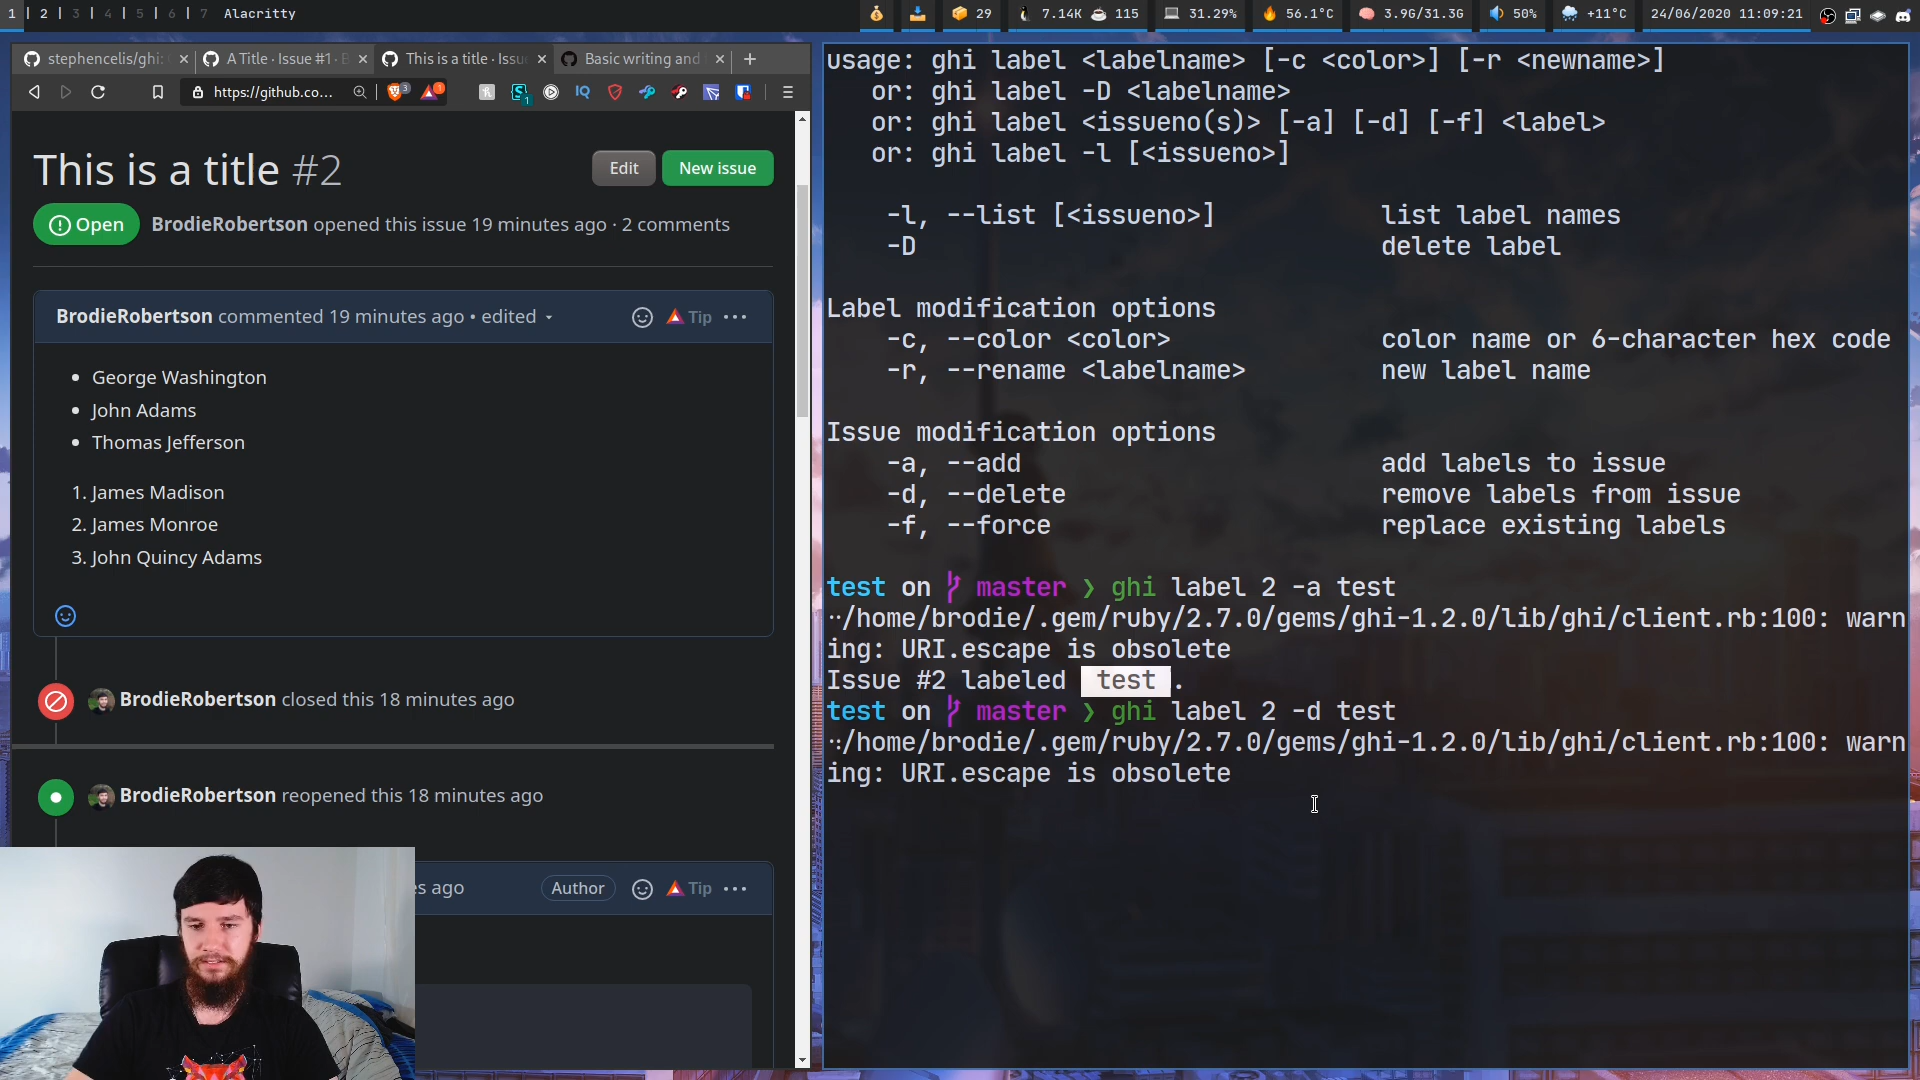 1 | 2 | 3 | 4 | 5 | 6 | 7 Alacritty
29 7.14K 115 31.29% 56.1°C 3.9G/31.3G 50% +11°C 24/06/2020 11:09:21
stephencelis/ghi: A Title · Issue #1 · B This is a title · Issu Basic writing and
https://github.co...
This is a title #2
Edit
New issue
Open
BrodieRobertson opened this issue 19 minutes ago · 2 comments
BrodieRobertson commented 19 minutes ago • edited
Tip
• George Washington
• John Adams
• Thomas Jefferson
1. James Madison
2. James Monroe
3. John Quincy Adams
BrodieRobertson closed this 18 minutes ago
BrodieRobertson reopened this 18 minutes ago
es ago
Author
Tip
usage: ghi label <labelname> [-c <color>] [-r <newname>]
or: ghi label -D <labelname>
or: ghi label <issueno(s)> [-a] [-d] [-f] <label>
or: ghi label -l [<issueno>]
-l, --list [<issueno>] list label names
-D delete label
Label modification options
-c, --color <color> color name or 6-character hex code
-r, --rename <labelname> new label name
Issue modification options
-a, --add add labels to issue
-d, --delete remove labels from issue
-f, --force replace existing labels
test on master ❯ ghi label 2 -a test
/home/brodie/.gem/ruby/2.7.0/gems/ghi-1.2.0/lib/ghi/client.rb:100: warn
ing: URI.escape is obsolete
Issue #2 labeled test .
test on master ❯ ghi label 2 -d test
/home/brodie/.gem/ruby/2.7.0/gems/ghi-1.2.0/lib/ghi/client.rb:100: warn
ing: URI.escape is obsolete